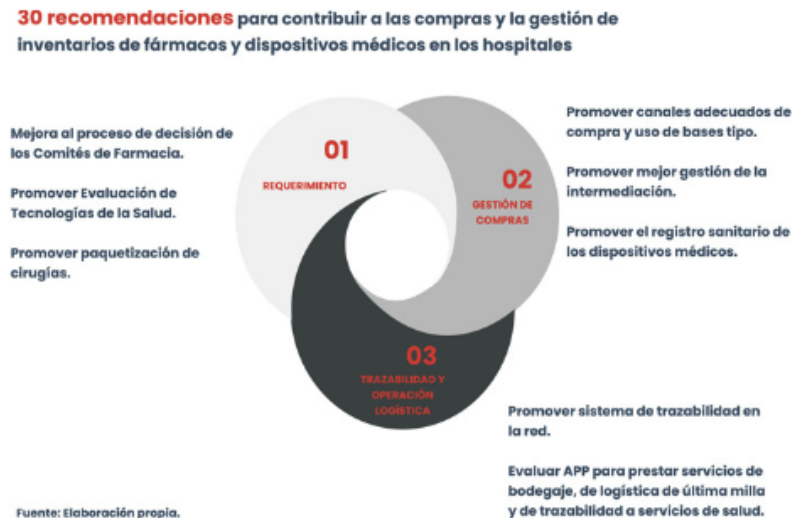 30 recomendaciones para contribuir a las compras y la gestión de
inventarios de fármacos y dispositivos médicos en los hospitales
Mejora al proceso de decisión de
los Comités de Farmacia.
Promover Evaluación de
Tecnologías de la Salud.
Promover paquetización de
cirugías.
01
REQUERIMIENTO
02
GESTIÓN DE
COMPRAS
Promover canales adecuados de
compra y uso de bases tipo.
Promover mejor gestión de la
intermediación.
Promover el registro sanitario de
los dispositivos médicos.
03
TRAZABILIDAD Y
OPERACIÓN
LOGÍSTICA
Promover sistema de trazabilidad en
la red.
Evaluar APP para prestar servicios de
bodegaje, de logística de última milla
y de trazabilidad a servicios de salud.
Fuente: Elaboración propia.